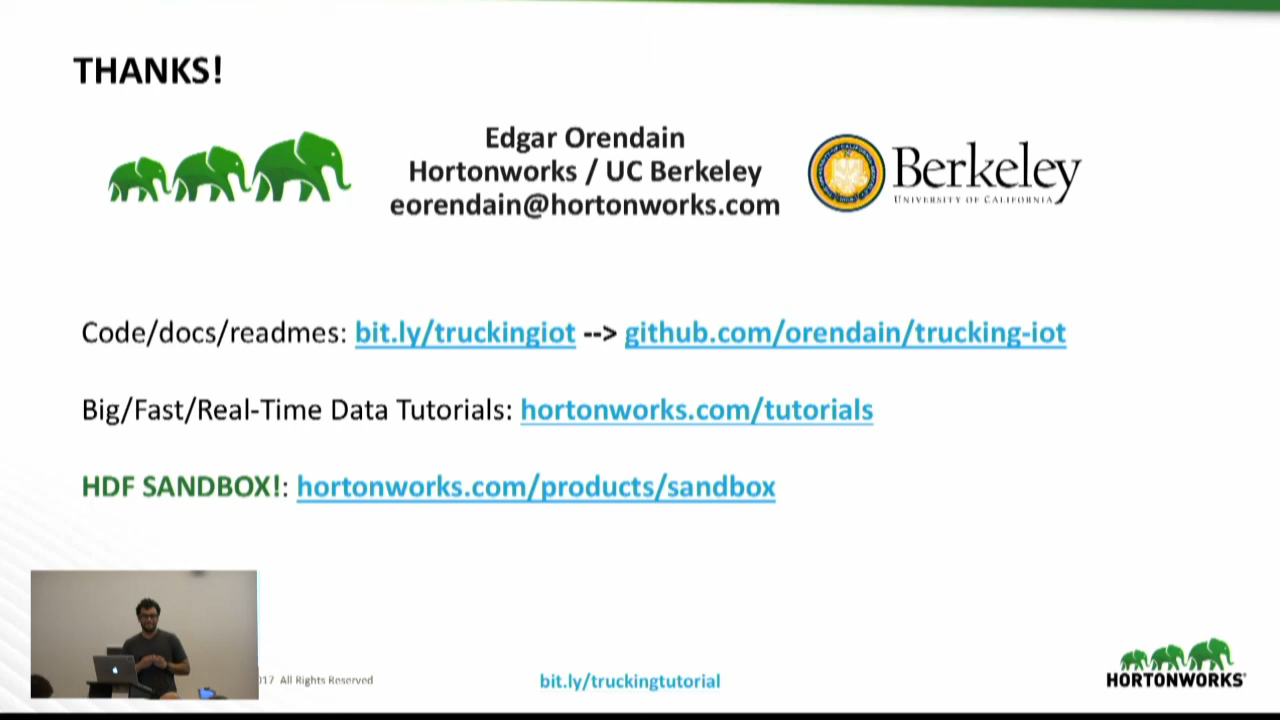 THANKS!
Edgar Orendain
Hortonworks / UC Berkeley
eorendain@hortonworks.com
Berkeley
UNIVERSITY OF CALIFORNIA
Code/docs/readmes: bit.ly/truckingiot --> github.com/orendain/trucking-iot
Big/Fast/Real-Time Data Tutorials: hortonworks.com/tutorials
HDF SANDBOX!: hortonworks.com/products/sandbox
17 All Rights Reserved
bit.ly/truckingtutorial
HORTONWORKS